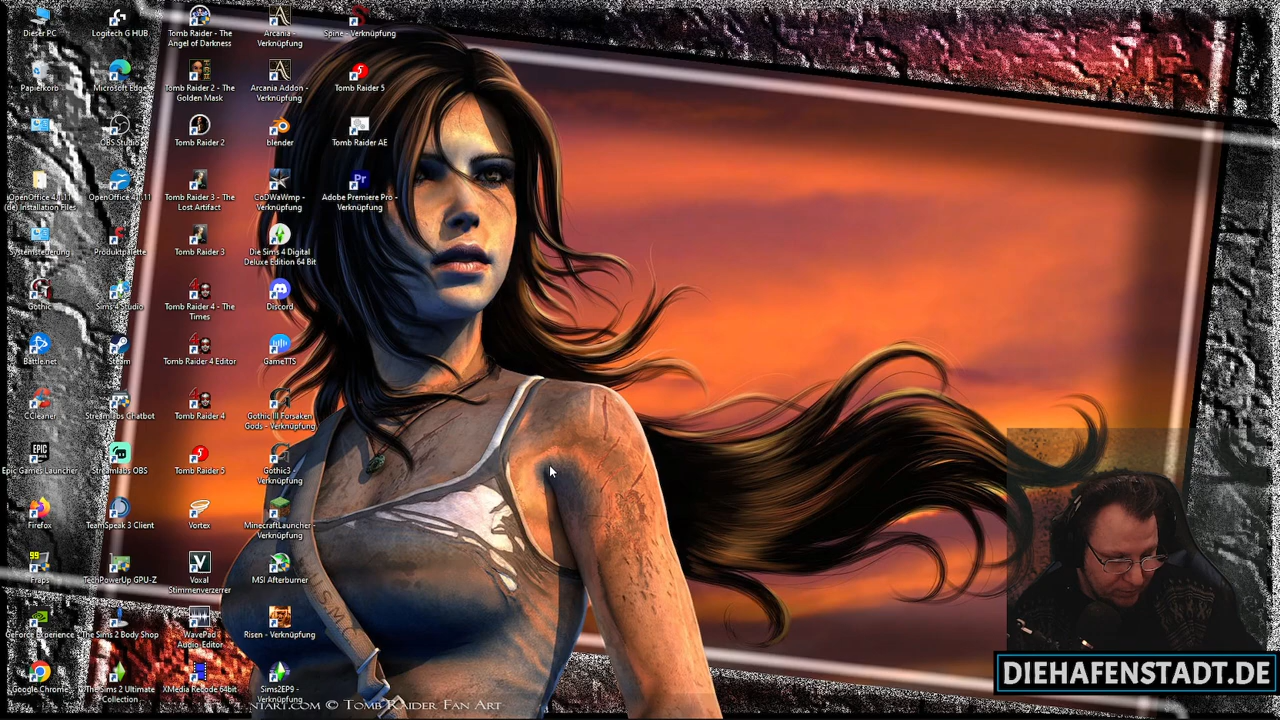 Dieser PC
Logitech G HUB
Tomb Raider - The
Angel of Darkness
Arcania -
Verknüpfung
Spine - Verknüpfung
Papierkorb
Microsoft Edge
Tomb Raider 2 - The
Golden Mask
Arcania Addon -
Verknüpfung
Tomb Raider 5
OBS Studio
Tomb Raider 2
blender
Tomb Raider AE
OpenOffice 4.1.11
(de) Installation Files
OpenOffice 4.1.11
Tomb Raider 3 - The
Lost Artifact
CoDWaWmp -
Verknüpfung
Adobe Premiere Pro -
Verknüpfung
Systemsteuerung
Produktpalette
Tomb Raider 3
Die Sims 4 Digital
Deluxe Edition 64 Bit
Gothic
Sims 4 Studio
Tomb Raider 4 - The
Times
Discord
Battle.net
Steam
Tomb Raider 4 Editor
GameTTS
CCleaner
Streamlabs Chatbot
Tomb Raider 4
Gothic III Forsaken
Gods - Verknüpfung
Epic Games Launcher
Streamlabs OBS
Tomb Raider 5
Gothic3 -
Verknüpfung
Firefox
TeamSpeak 3 Client
Vortex
MinecraftLauncher -
Verknüpfung
99
Fraps
TechPowerUp GPU-Z
Voxal
Stimmenverzerrer
MSI Afterburner
GeForce Experience
The Sims 2 Body Shop
WavePad
Audio-Editor
Risen - Verknüpfung
Google Chrome
The Sims 2 Ultimate
Collection
XMedia Recode 64bit
Sims2EP9 -
Verknüpfung
ntART.com © Tomb Raider Fan Art
DIEHAFENSTADT.DE